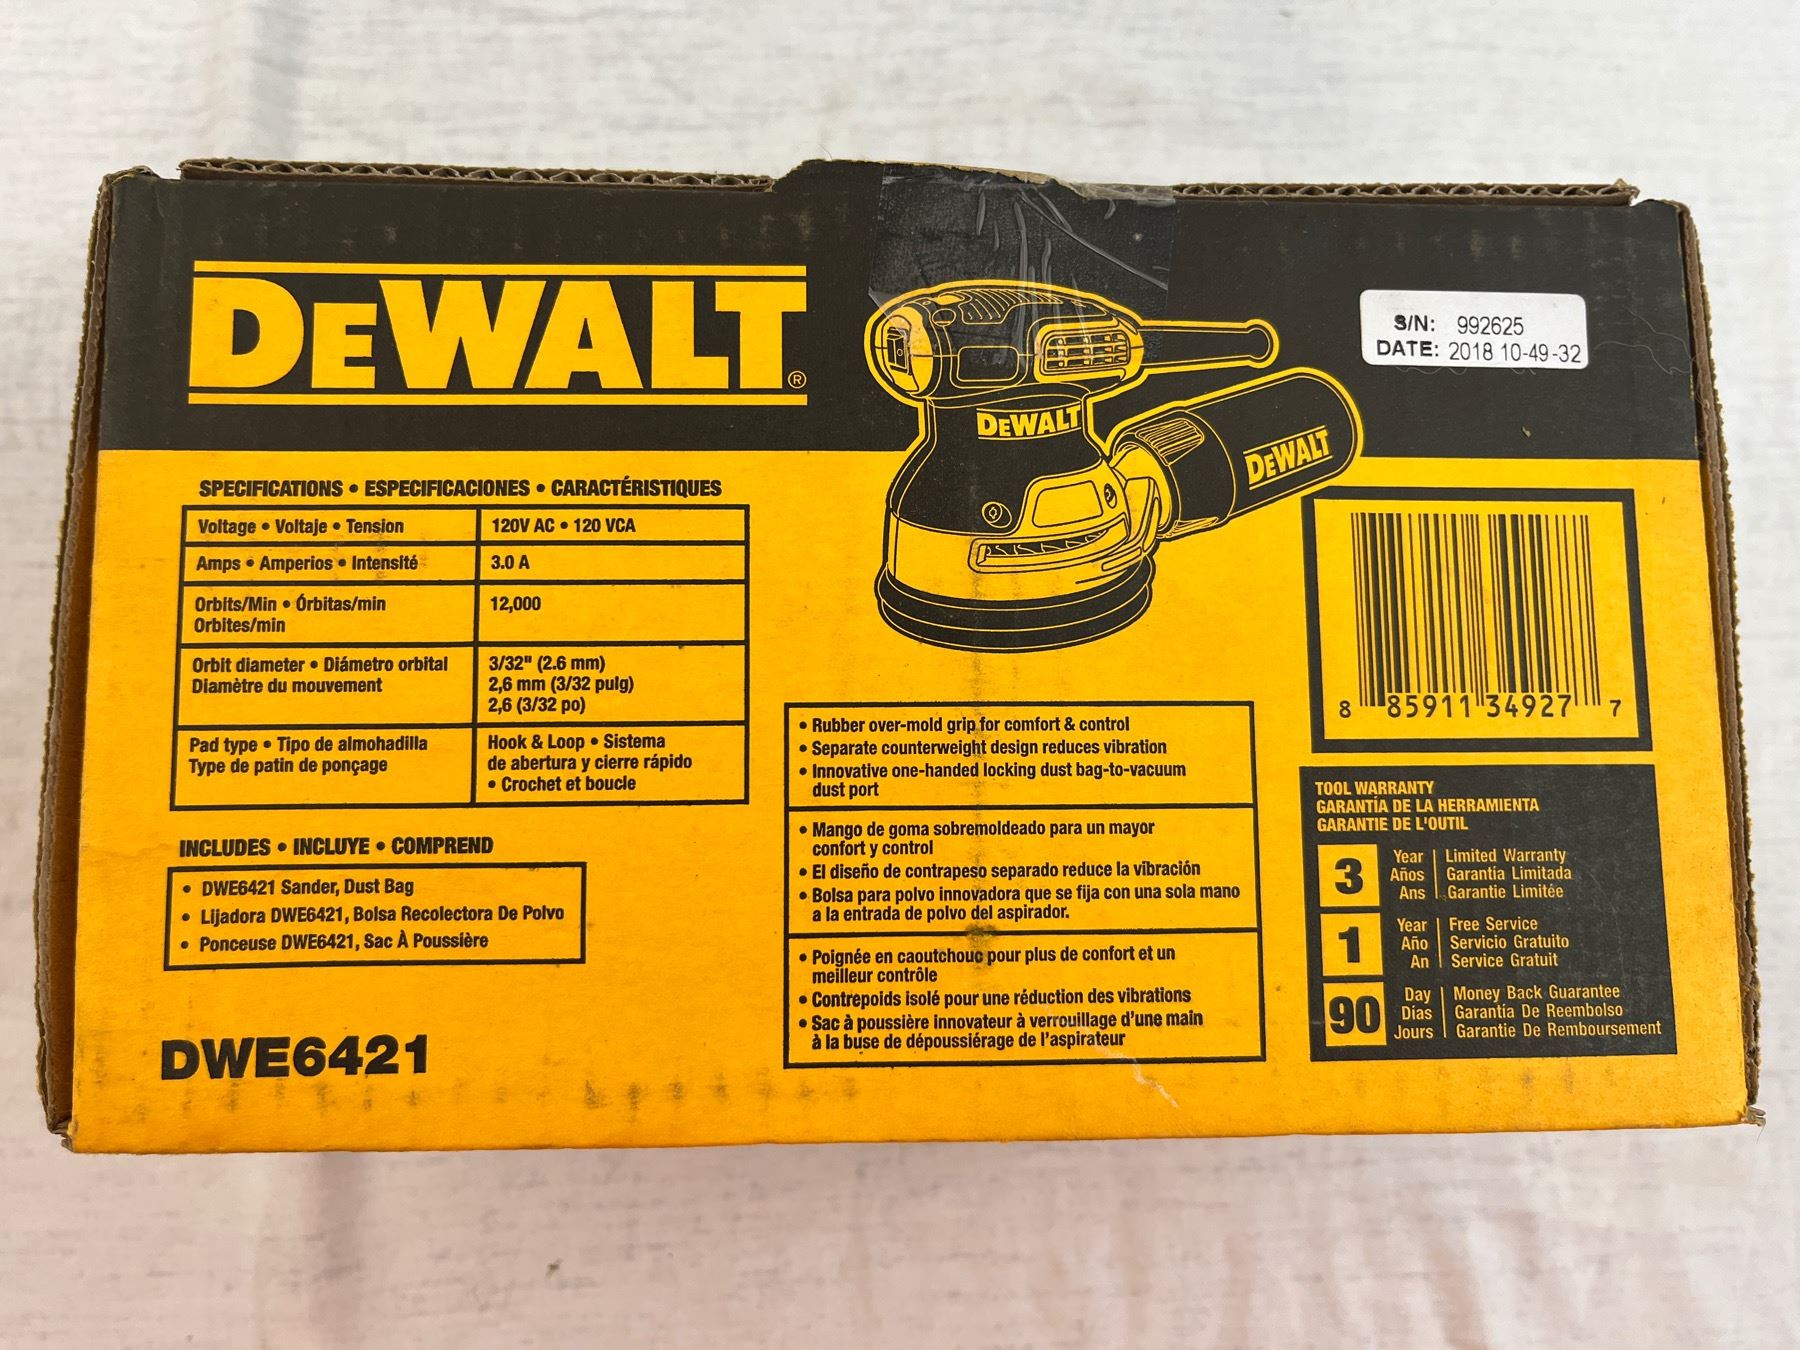 DEWALT®
S/N: 992625
DATE: 2018 10-49-32
DEWALT
DEWALT
SPECIFICATIONS • ESPECIFICACIONES • CARACTÉRISTIQUES
Voltage • Voltaje • Tension
120V AC • 120 VCA
Amps • Amperios • Intensité
3.0 A
Orbits/Min • Órbitas/min
Orbites/min
12,000
Orbit diameter • Diámetro orbital
Diamètre du mouvement
3/32" (2.6 mm)
2,6 mm (3/32 pulg)
2,6 (3/32 po)
Pad type • Tipo de almohadilla
Type de patin de ponçage
Hook & Loop • Sistema
de abertura y cierre rápido
• Crochet et boucle
INCLUDES • INCLUYE • COMPREND
• DWE6421 Sander, Dust Bag
• Lijadora DWE6421, Bolsa Recolectora De Polvo
• Ponceuse DWE6421, Sac À Poussière
DWE6421
• Rubber over-mold grip for comfort & control
• Separate counterweight design reduces vibration
• Innovative one-handed locking dust bag-to-vacuum
dust port
• Mango de goma sobremoldeado para un mayor
confort y control
• El diseño de contrapeso separado reduce la vibración
• Bolsa para polvo innovadora que se fija con una sola mano
a la entrada de polvo del aspirador.
• Poignée en caoutchouc pour plus de confort et un
meilleur contrôle
• Contrepoids isolé pour une réduction des vibrations
• Sac à poussière innovateur à verrouillage d'une main
à la buse de dépoussiérage de l'aspirateur
8 85911 34927 7
TOOL WARRANTY
GARANTÍA DE LA HERRAMIENTA
GARANTIE DE L'OUTIL
3
Year Limited Warranty
Años Garantía Limitada
Ans Garantie Limitée
1
Year Free Service
Año Servicio Gratuito
An Service Gratuit
90
Day Money Back Guarantee
Días Garantía De Reembolso
Jours Garantie De Remboursement